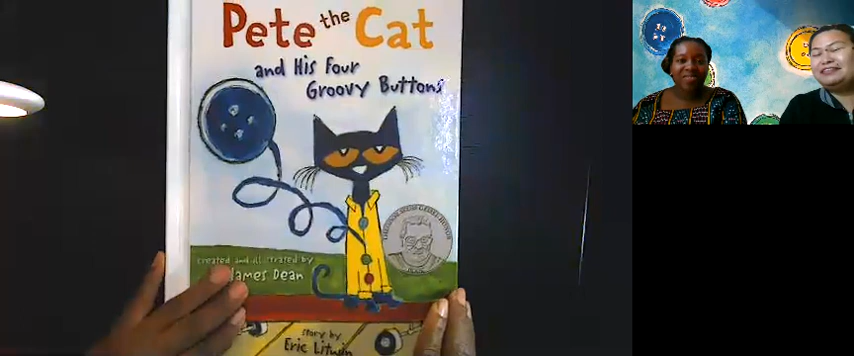 Pete the Cat
and His Four
Groovy Buttons
created and illustrated by
James Dean
story by
Eric Litwin